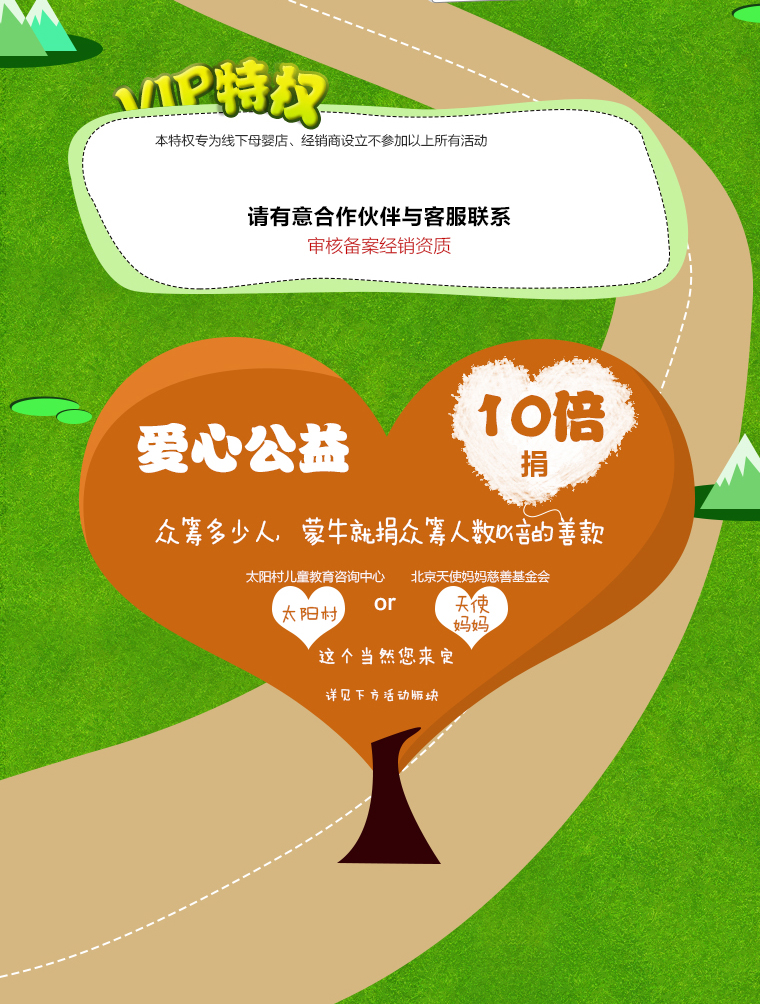 VIP特权
本特权专为线下母婴店、经销商设立不参加以上所有活动
请有意合作伙伴与客服联系
审核备案经销资质
爱心公益
10倍
捐
众筹多少人，蒙牛就捐众筹人数10倍的善款
太阳村儿童教育咨询中心 北京天使妈妈慈善基金会
太阳村 or 天使
妈妈
这个当然您来定
详见下方活动版块